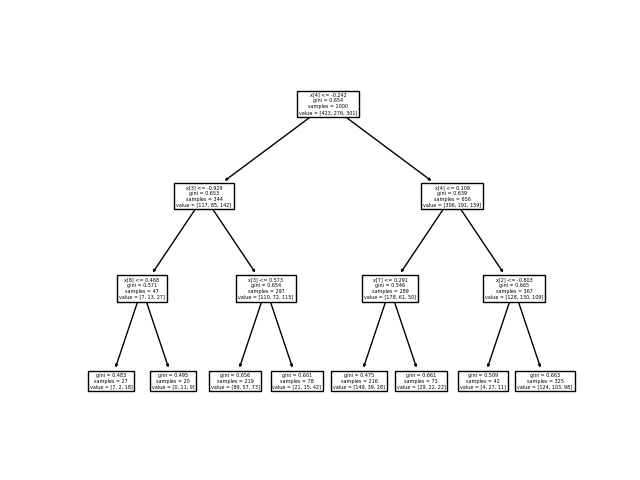 x[4] <= -0.242
gini = 0.654
samples = 1000
value = [423, 276, 301]
x[3] <= -0.929
gini = 0.653
samples = 344
value = [117, 85, 142]
x[4] <= 0.109
gini = 0.639
samples = 656
value = [306, 191, 159]
x[8] <= 0.468
gini = 0.571
samples = 47
value = [7, 13, 27]
x[3] <= 0.573
gini = 0.654
samples = 297
value = [110, 72, 115]
x[7] <= 0.291
gini = 0.546
samples = 289
value = [178, 61, 50]
x[2] <= -0.803
gini = 0.665
samples = 367
value = [128, 130, 109]
gini = 0.483
samples = 27
value = [7, 2, 18]
gini = 0.495
samples = 20
value = [0, 11, 9]
gini = 0.656
samples = 219
value = [89, 57, 73]
gini = 0.601
samples = 78
value = [21, 15, 42]
gini = 0.475
samples = 216
value = [149, 39, 28]
gini = 0.661
samples = 73
value = [29, 22, 22]
gini = 0.509
samples = 42
value = [4, 27, 11]
gini = 0.663
samples = 325
value = [124, 103, 98]